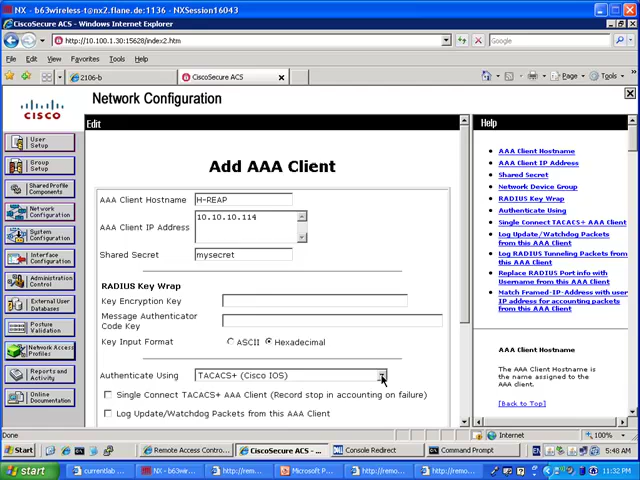 NX - b63wireless-t@nx2.flane.de:1136 - NXSession16043
CiscoSecure ACS - Windows Internet Explorer
http://10.100.1.30:15628/index2.htm
Google
File Edit View Favorites Tools Help
2106-b
CiscoSecure ACS
Page Tools
CISCO
Network Configuration
User Setup
Group Setup
Shared Profile Components
Network Configuration
System Configuration
Interface Configuration
Administration Control
External User Databases
Posture Validation
Network Access Profiles
Reports and Activity
Online Documentation
Edit
Add AAA Client
AAA Client Hostname H-REAP
AAA Client IP Address 10.10.10.114
Shared Secret mysecret
RADIUS Key Wrap
Key Encryption Key
Message Authenticator Code Key
Key Input Format ASCII Hexadecimal
Authenticate Using TACACS+ (Cisco IOS)
Single Connect TACACS+ AAA Client (Record stop in accounting on failure)
Log Update/Watchdog Packets from this AAA Client
Help
AAA Client Hostname
AAA Client IP Address
Shared Secret
Network Device Group
RADIUS Key Wrap
Authenticate Using
Single Connect TACACS+ AAA Client
Log Update/Watchdog Packets from this AAA Client
Log RADIUS Tunneling Packets from this AAA Client
Replace RADIUS Port info with Username from this AAA Client
Match Framed-IP-Address with user IP address for accounting packets from this AAA Client
AAA Client Hostname
The AAA Client Hostname is the name assigned to the AAA client.
[Back to Top]
Done
Internet
100%
Start
Remote Access Contro...
CiscoSecure ACS - ...
Console Redirect
Command Prompt
EN
5:48 AM
start
currentlab
NX - b63wirele...
http://remo...
Microsoft P...
http://remo...
http://remo...
11:32 PM